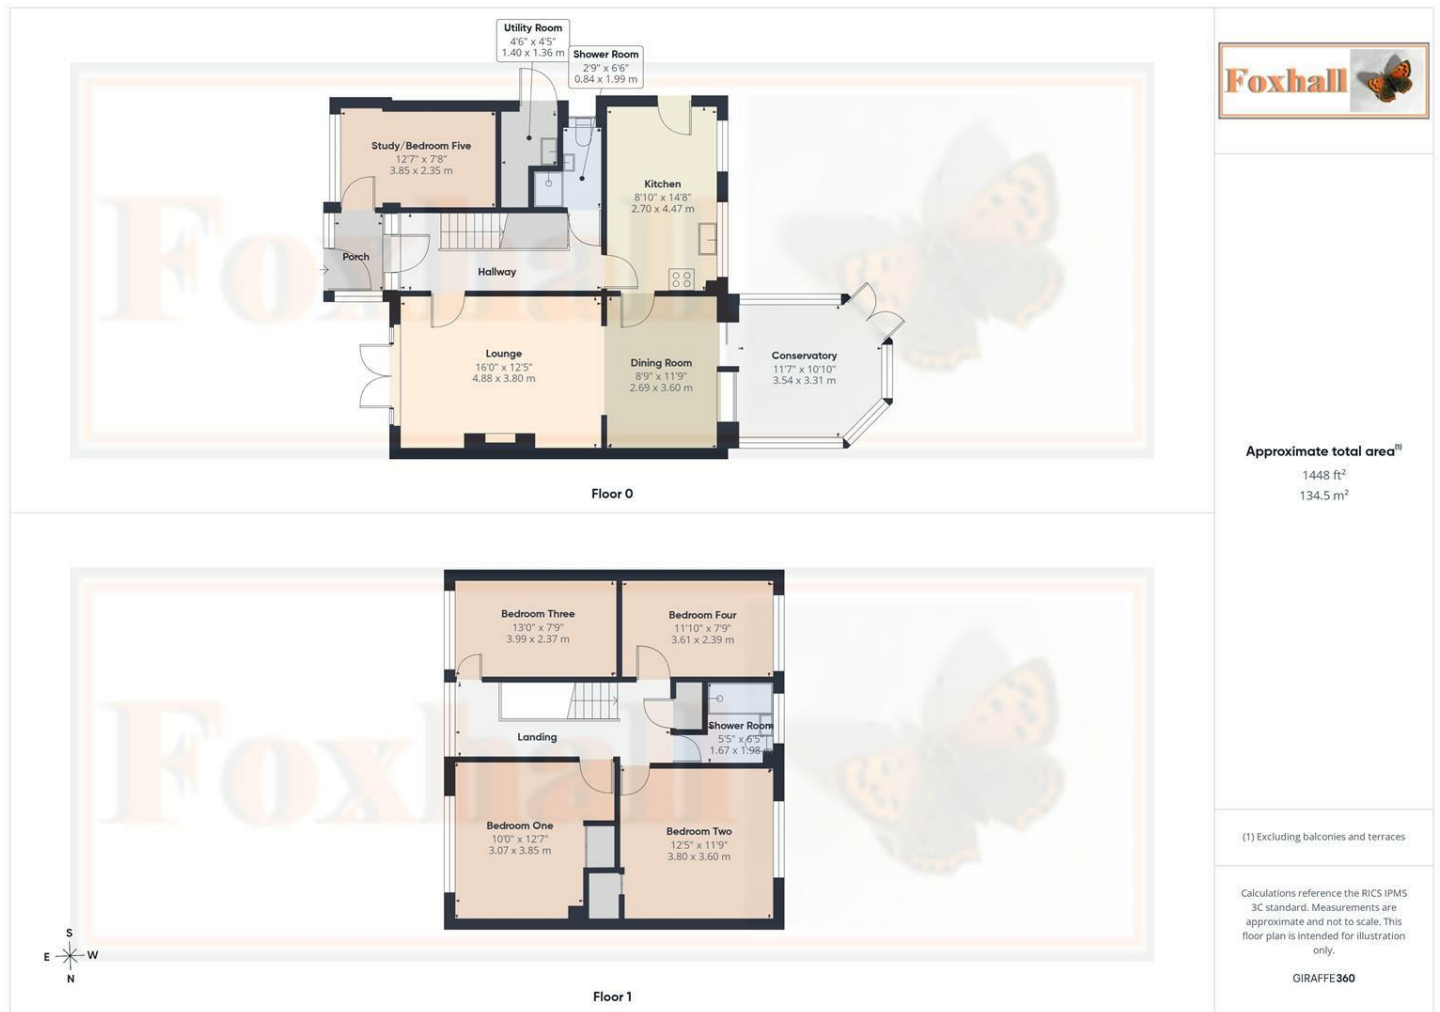 Utility Room
4'6" x 4'5"
1.40 x 1.36 m
Shower Room
2'9" x 6'6"
0.84 x 1.99 m
Study/Bedroom Five
12'7" x 7'8"
3.85 x 2.35 m
Kitchen
8'10" x 14'8"
2.70 x 4.47 m
Porch
Hallway
Lounge
16'0" x 12'5"
4.88 x 3.80 m
Dining Room
8'9" x 11'9"
2.69 x 3.60 m
Conservatory
11'7" x 10'10"
3.54 x 3.31 m
Foxhall
Floor 0
Bedroom Three
13'0" x 7'9"
3.99 x 2.37 m
Bedroom Four
11'10" x 7'9"
3.61 x 2.39 m
Landing
Shower Room
5'5" x 6'5"
1.67 x 1.98 m
Bedroom One
10'0" x 12'7"
3.07 x 3.85 m
Bedroom Two
12'5" x 11'9"
3.80 x 3.60 m
Foxhall
S
E W
N
Floor 1
Foxhall
Approximate total area(1)
1448 ft²
134.5 m²
(1) Excluding balconies and terraces
Calculations reference the RICS IPMS
3C standard. Measurements are
approximate and not to scale. This
floor plan is intended for illustration
only.
GIRAFFE360